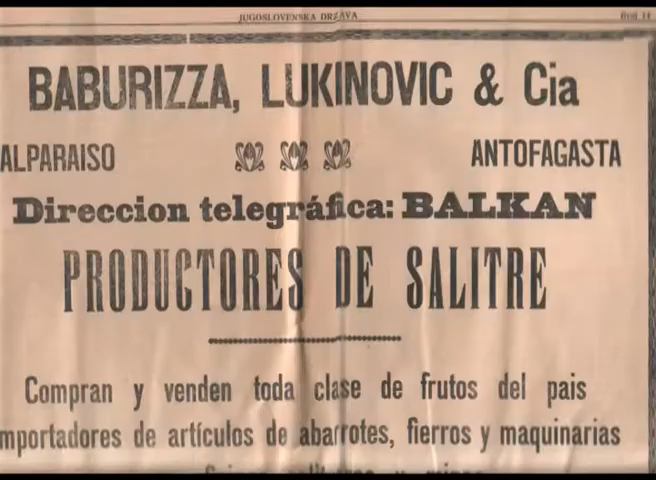 JUGOSLOVENSKA DRŽAVA
BABURIZZA, LUKINOVIC & Cia
ALPARAISO ANTOFAGASTA
Direccion telegráfica: BALKAN
PRODUCTORES DE SALITRE
Compran y venden toda clase de frutos del pais
mportadores de artículos de abarrotes, fierros y maquinarias